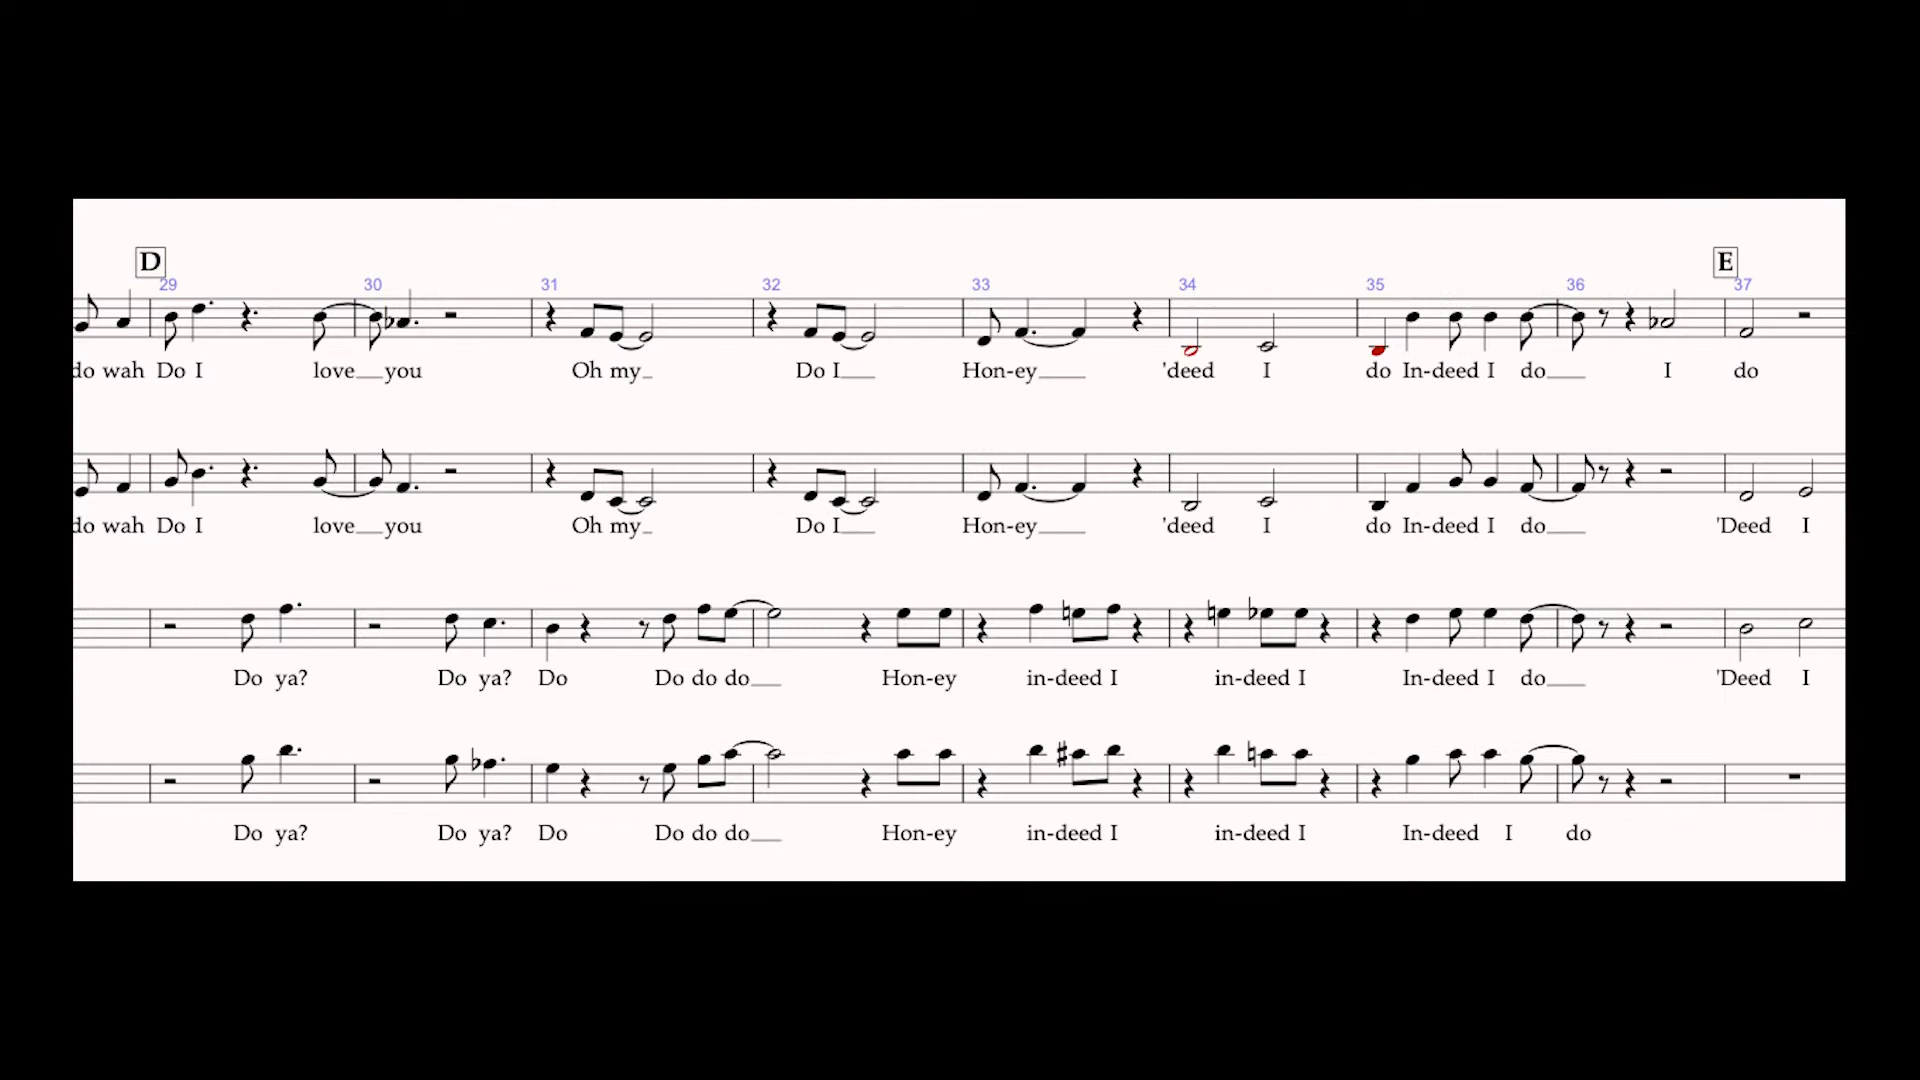 D E
29 30 31 32 33 34 35 36 37
do wah Do I love you Oh my Do I Hon-ey 'deed I do In-deed I do I do
do wah Do I love you Oh my Do I Hon-ey 'deed I do In-deed I do 'Deed I
Do ya? Do ya? Do Do do do Hon-ey in-deed I in-deed I In-deed I do 'Deed I
Do ya? Do ya? Do Do do do Hon-ey in-deed I in-deed I In-deed I do